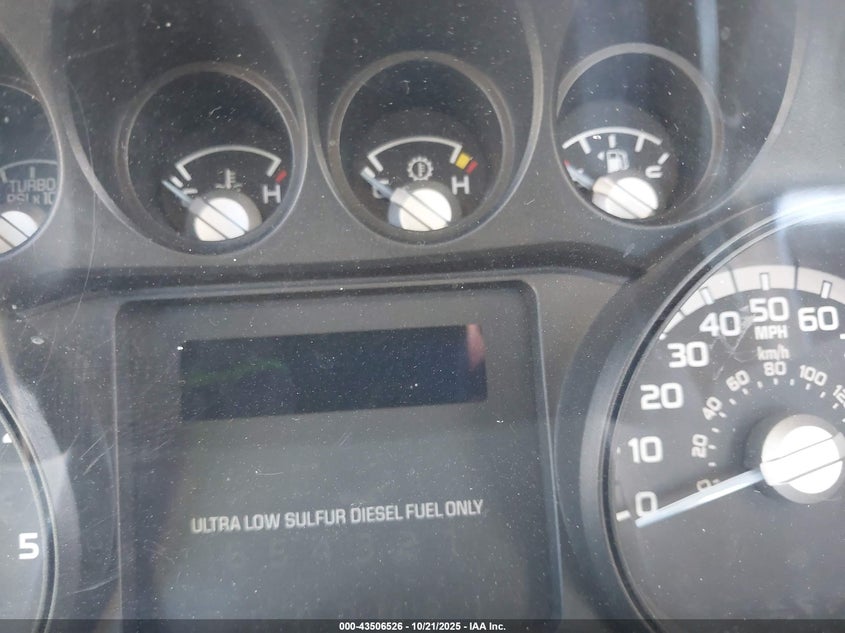 TURBO
PSI x 10
C
H
C
H
5
ULTRA LOW SULFUR DIESEL FUEL ONLY
0
10
20
30
40
50
60
MPH
km/h
0
20
40
60
80
100
000-43506526 - 10/21/2025 - IAA Inc.